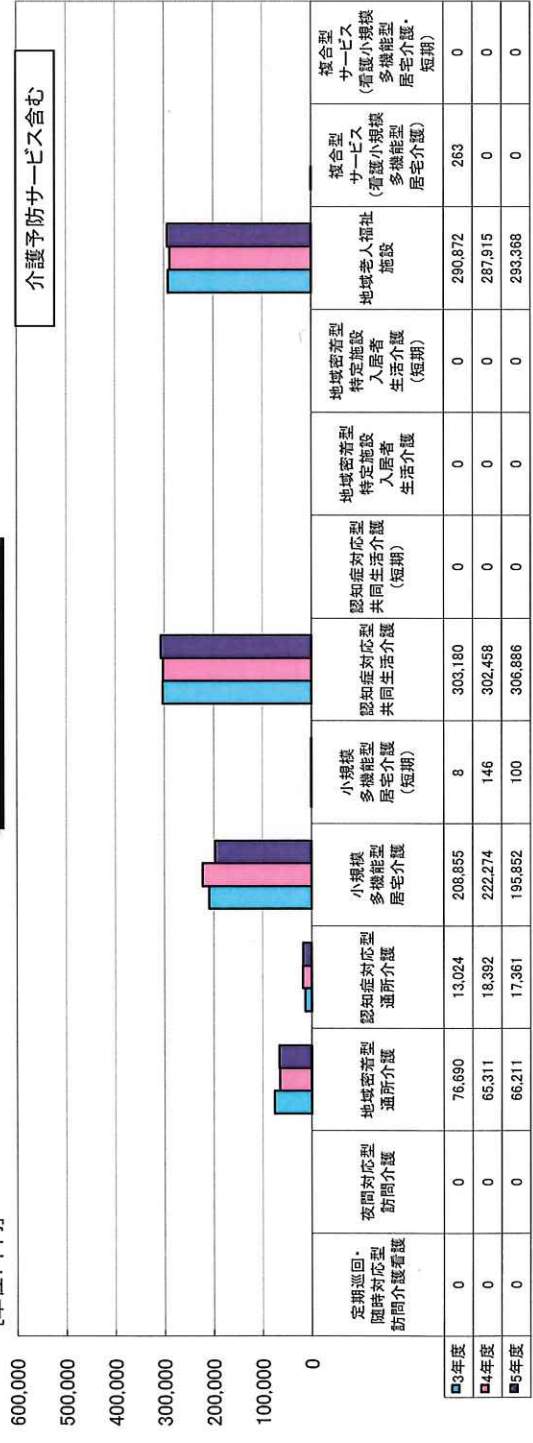 介護予防サービス含む
600,000
500,000
400,000
300,000
200,000
100,000
0
定期巡回・
随時対応型
訪問介護看護
夜間対応型
訪問介護
地域密着型
通所介護
認知症対応型
通所介護
小規模
多機能型
居宅介護
小規模
多機能型
居宅介護
(短期)
認知症対応型
共同生活介護
認知症対応型
共同生活介護
(短期)
地域密着型
特定施設
入居者
生活介護
地域密着型
特定施設
入居者
生活介護
(短期)
地域老人福祉
施設
複合型
サービス
(看護小規模
多機能型
居宅介護)
複合型
サービス
(看護小規模
多機能型
居宅介護・
短期)
3年度 0 0 76,690 13,024 208,855 8 303,180 0 0 0 290,872 263 0
4年度 0 0 65,311 18,392 222,274 146 302,458 0 0 0 287,915 0 0
5年度 0 0 66,211 17,361 195,852 100 306,886 0 0 0 293,368 0 0